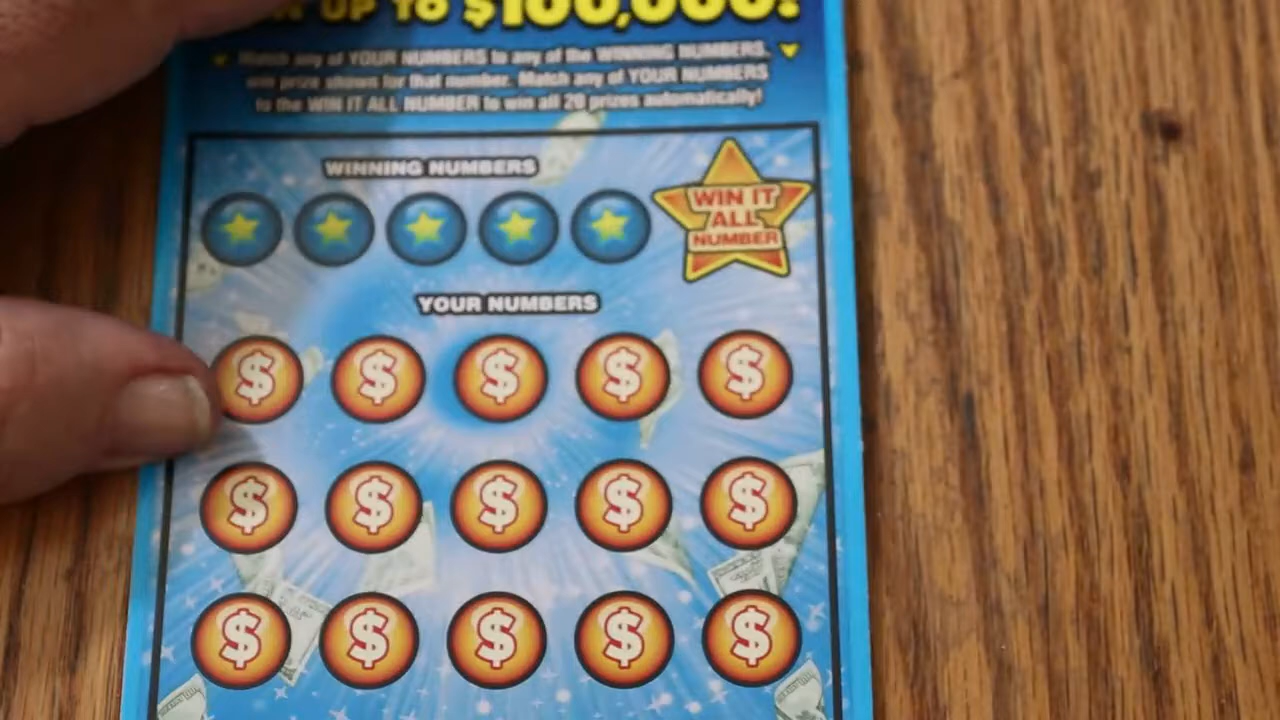 UP TO $100,000!
Match any of YOUR NUMBERS to any of the WINNING NUMBERS,
win prize shown for that number. Match any of YOUR NUMBERS
to the WIN IT ALL NUMBER to win all 20 prizes automatically!
WINNING NUMBERS
WIN IT
ALL
NUMBER
YOUR NUMBERS
$ $ $ $ $
$ $ $ $ $
$ $ $ $ $